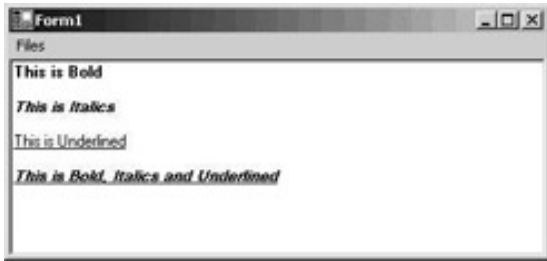 Form1
Files
This is Bold
This is Italics
This is Underlined
This is Bold, Italics and Underlined